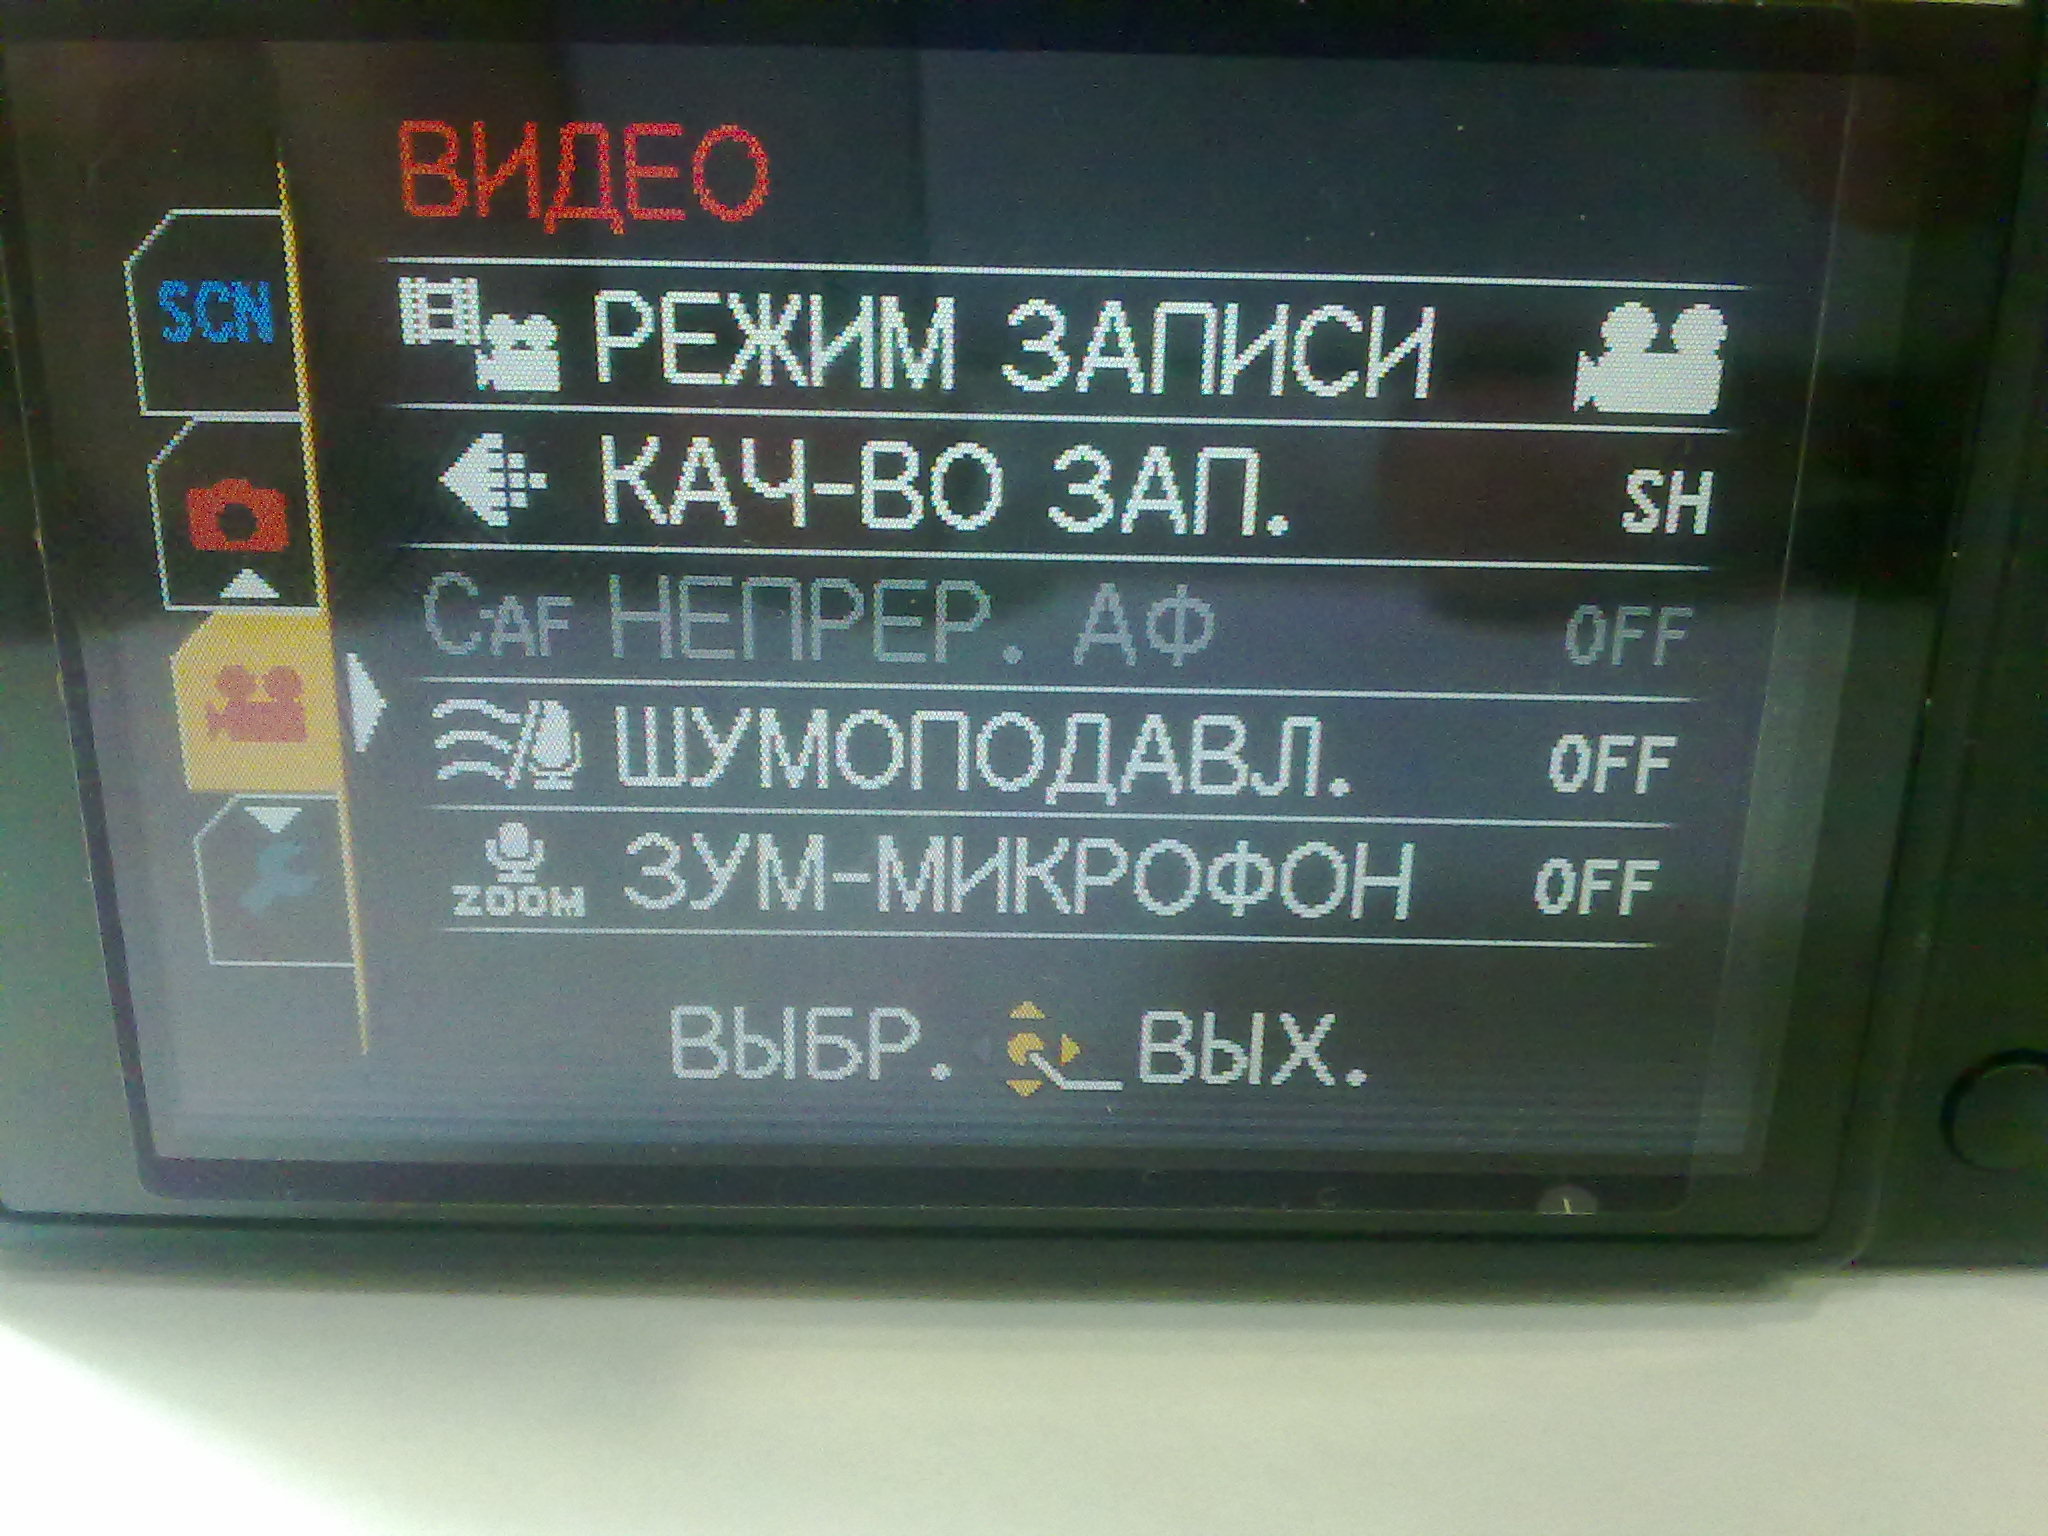 ВИДЕО
SCN
РЕЖИМ ЗАПИСИ
КАЧ-ВО ЗАП. SH
C-AF НЕПРЕР. АФ OFF
ШУМОПОДАВЛ. OFF
ZOOM ЗУМ-МИКРОФОН OFF
ВЫБР. ВЫХ.